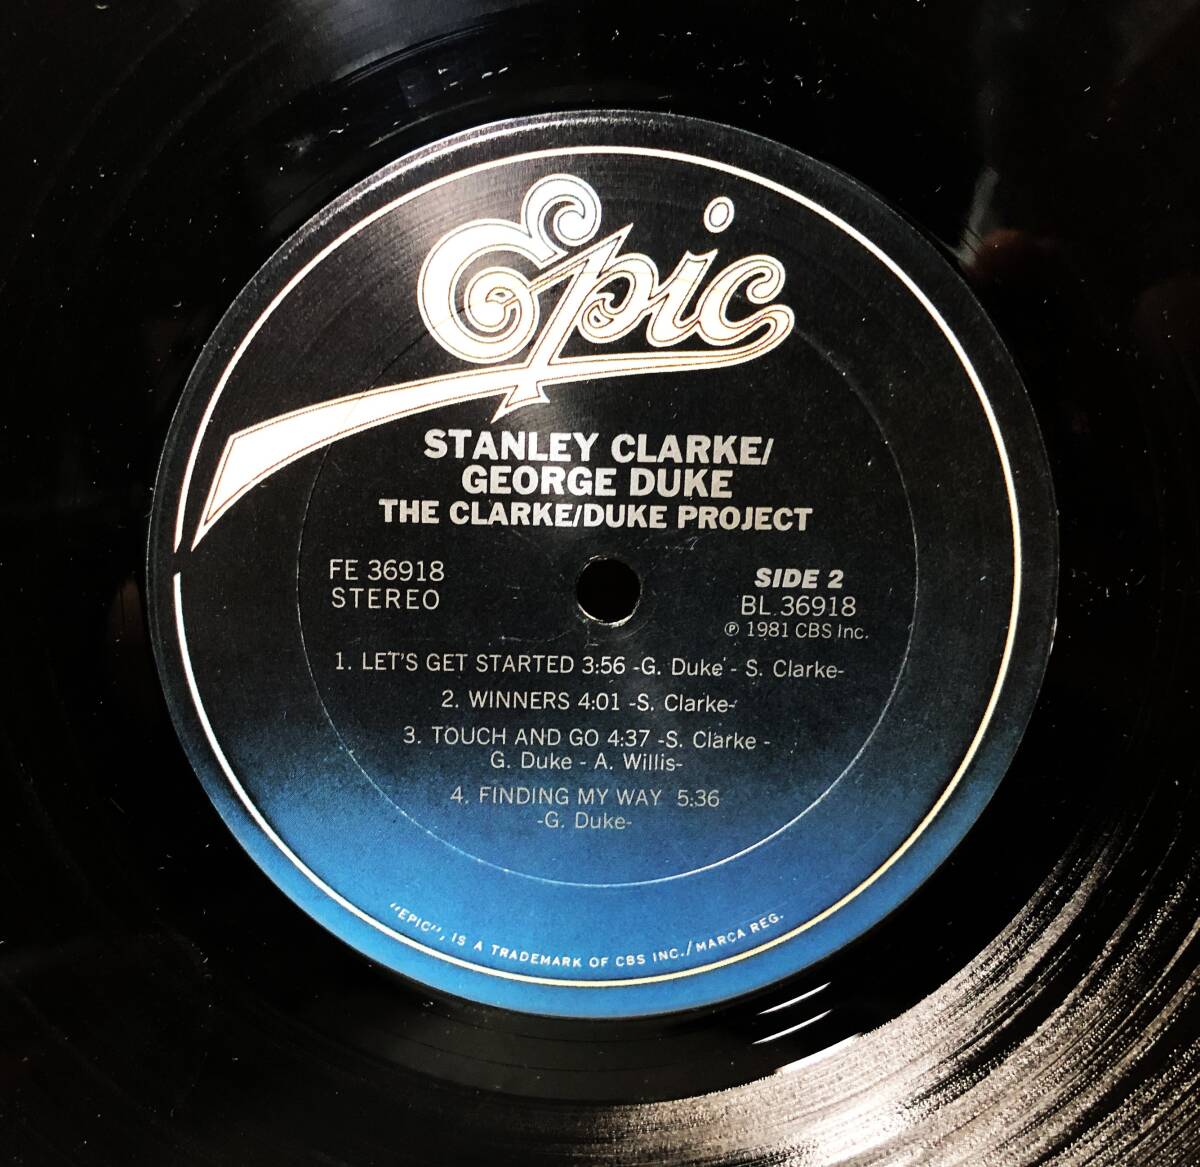 Epic
STANLEY CLARKE/
GEORGE DUKE
THE CLARKE/DUKE PROJECT
FE 36918
STEREO
SIDE 2
BL 36918
℗ 1981 CBS Inc.
1. LET'S GET STARTED 3:56 -G. Duke - S. Clarke-
2. WINNERS 4:01 -S. Clarke-
3. TOUCH AND GO 4:37 -S. Clarke -
G. Duke - A. Willis-
4. FINDING MY WAY 5:36
-G. Duke-
"EPIC", IS A TRADEMARK OF CBS INC./MARCA REG.